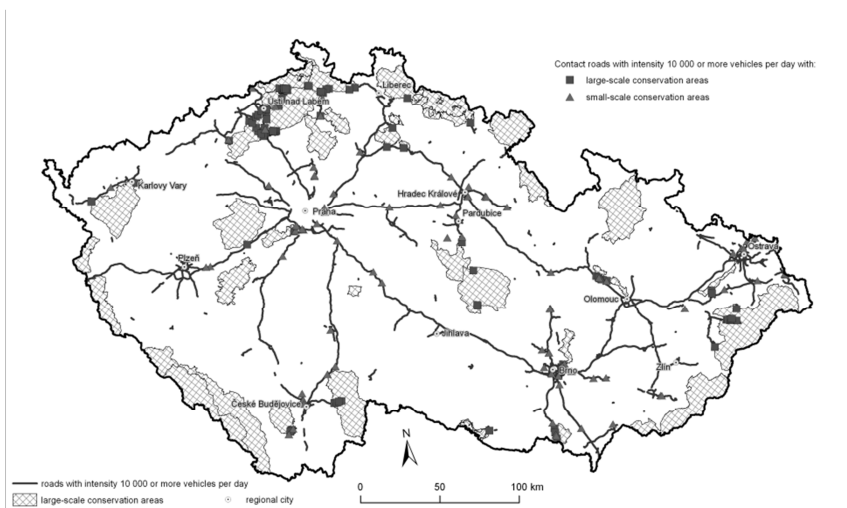 Contact roads with intensity 10 000 or more vehicles per day with:
large-scale conservation areas
small-scale conservation areas
Liberec
Ústí nad Labem
Karlovy Vary
Hradec Králové
Praha
Pardubice
Ostrava
Plzeň
Olomouc
Jihlava
Zlín
Brno
České Budějovice
N
roads with intensity 10 000 or more vehicles per day
large-scale conservation areas
regional city
0 50 100 km